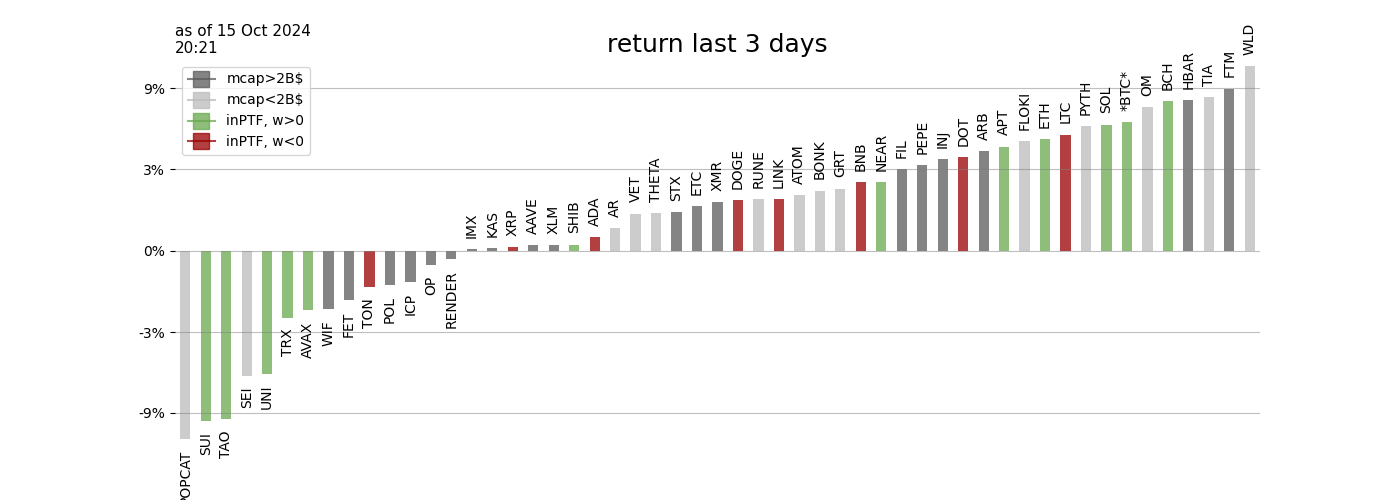 as of 15 Oct 2024
20:21
return last 3 days
mcap>2B$
mcap<2B$
inPTF, w>0
inPTF, w<0
9%
3%
0%
-3%
-9%
OPCAT
SUI
TAO
SEI
UNI
TRX
AVAX
WIF
FET
TON
POL
ICP
OP
RENDER
IMX
KAS
XRP
AAVE
XLM
SHIB
ADA
AR
VET
THETA
STX
ETC
XMR
DOGE
RUNE
LINK
ATOM
BONK
GRT
BNB
NEAR
FIL
PEPE
INJ
DOT
ARB
APT
FLOKI
ETH
LTC
PYTH
SOL
*BTC*
OM
BCH
HBAR
TIA
FTM
WLD